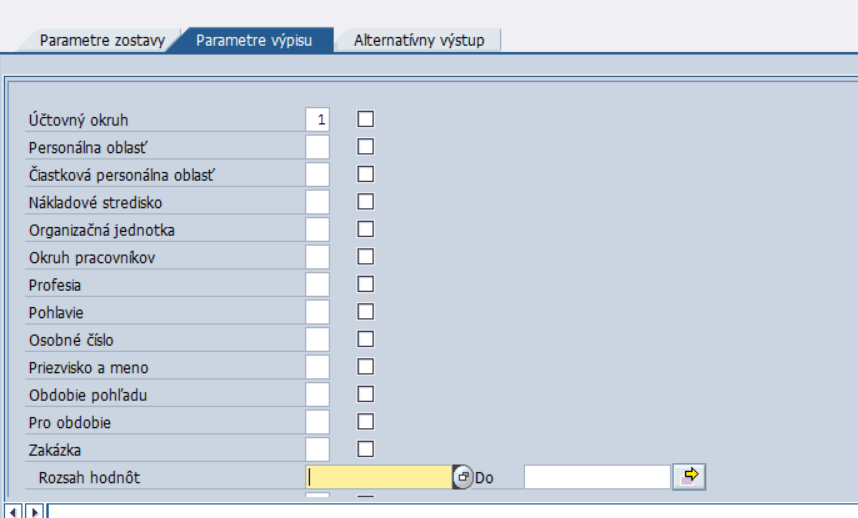 Parametre zostavy Parametre výpisu Alternatívny výstup
Účtovný okruh 1
Personálna oblasť
Čiastková personálna oblasť
Nákladové stredisko
Organizačná jednotka
Okruh pracovníkov
Profesia
Pohlavie
Osobné číslo
Priezvisko a meno
Obdobie pohľadu
Pro obdobie
Zakázka
Rozsah hodnôt Do